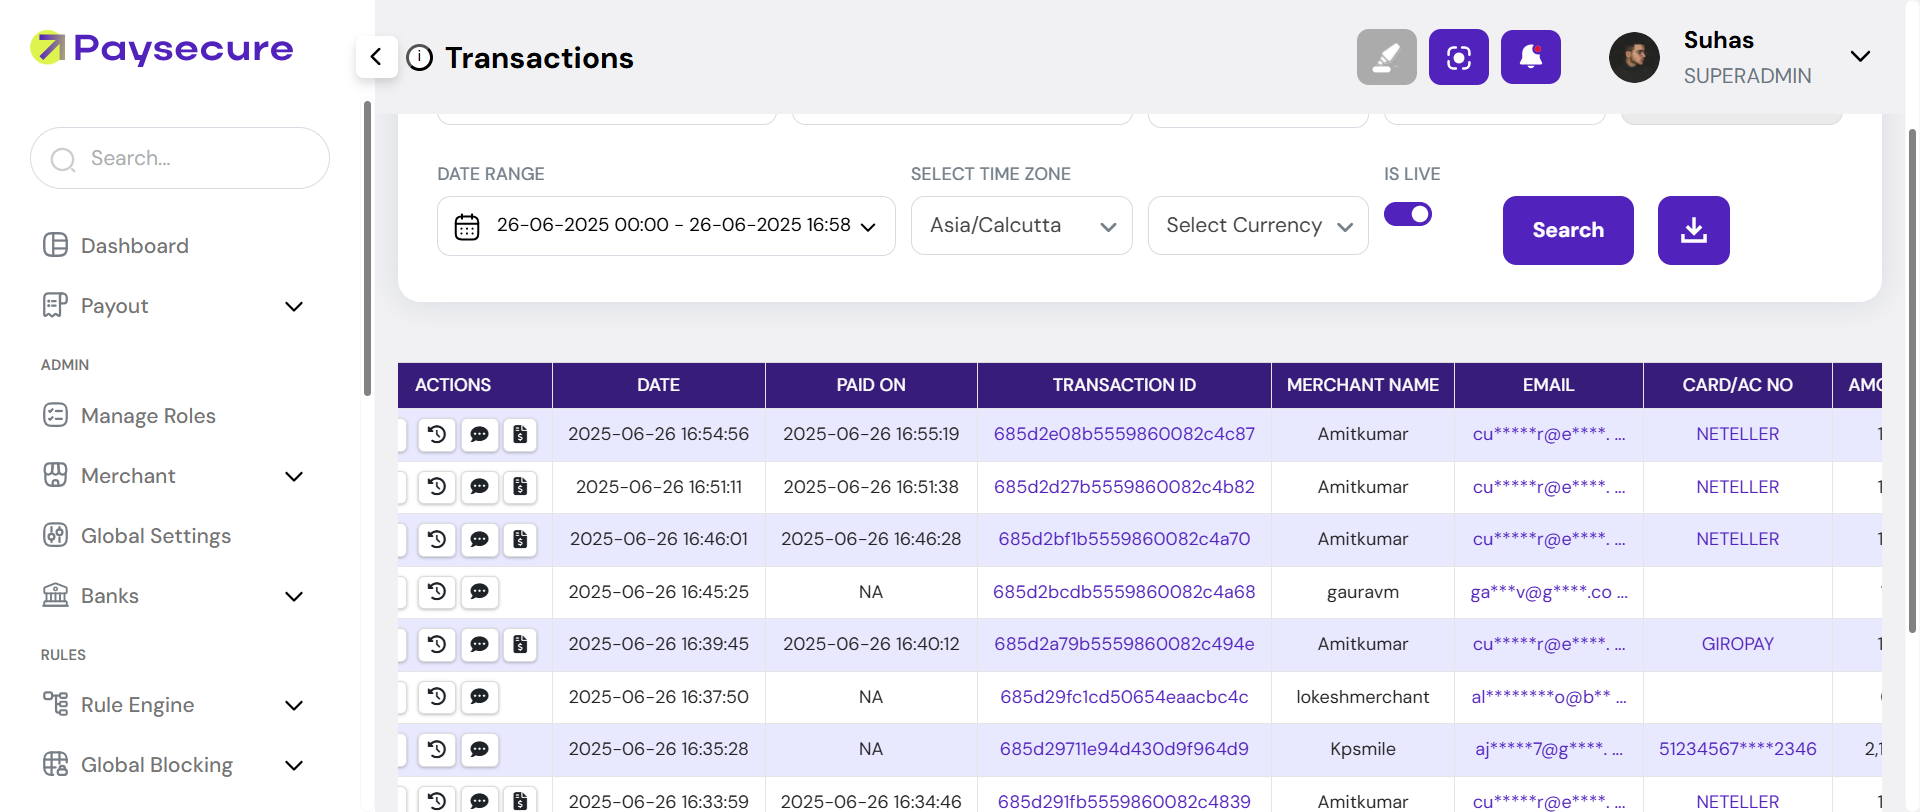 Paysecure
Search...
Dashboard
Payout
ADMIN
Manage Roles
Merchant
Global Settings
Banks
RULES
Rule Engine
Global Blocking
Transactions
Suhas
SUPERADMIN
DATE RANGE
SELECT TIME ZONE
IS LIVE
26-06-2025 00:00 - 26-06-2025 16:58
Asia/Calcutta
Select Currency
Search
ACTIONS DATE PAID ON TRANSACTION ID MERCHANT NAME EMAIL CARD/AC NO
2025-06-26 16:54:56 2025-06-26 16:55:19 685d2e08b5559860082c4c87 Amitkumar cu*****r@e****. ... NETELLER
2025-06-26 16:51:11 2025-06-26 16:51:38 685d2d27b5559860082c4b82 Amitkumar cu*****r@e****. ... NETELLER
2025-06-26 16:46:01 2025-06-26 16:46:28 685d2bf1b5559860082c4a70 Amitkumar cu*****r@e****. ... NETELLER
2025-06-26 16:45:25 NA 685d2bcdb5559860082c4a68 gauravm ga***v@g****.co ...
2025-06-26 16:39:45 2025-06-26 16:40:12 685d2a79b5559860082c494e Amitkumar cu*****r@e****. ... GIROPAY
2025-06-26 16:37:50 NA 685d29fc1cd50654eaacbc4c lokeshmerchant al********o@b** ...
2025-06-26 16:35:28 NA 685d29711e94d430d9f964d9 Kpsmile aj*****7@g****. ... 51234567****2346
2025-06-26 16:33:59 2025-06-26 16:34:46 685d291fb5559860082c4839 Amitkumar cu*****r@e****. ... NETELLER